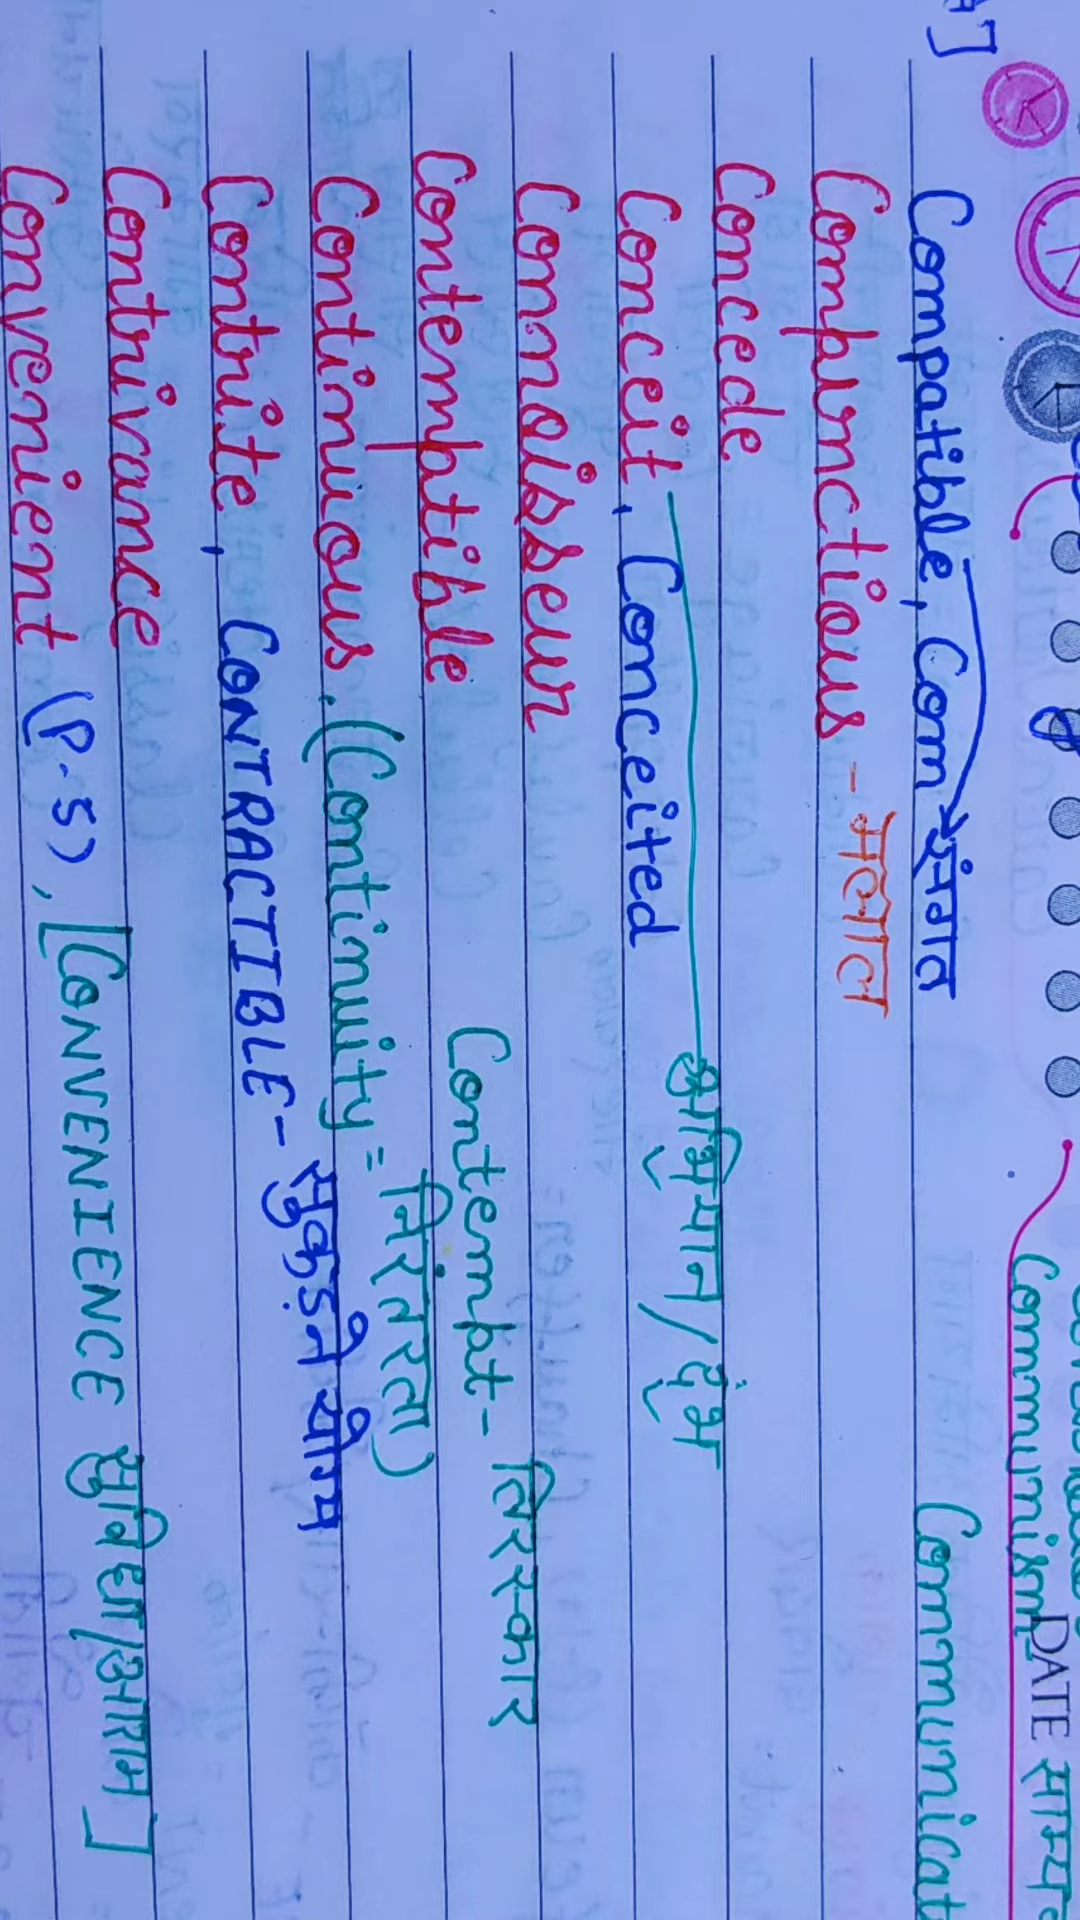 A]
DATE साम्य
Communism
Compatible, Com संगत Communicat
Compunctious - मलाल
Concede
Conceit, Conceited अभिमान/दंभ
Connoisseur
Contemptible Contempt- तिरस्कार
Continuous. (Continuity = निरंतरता)
Contrite, CONTRACTIBLE- सुकड़ने योग्य
Contrivance
Convenient (P-S), [CONVENIENCE सुविधा/आराम]